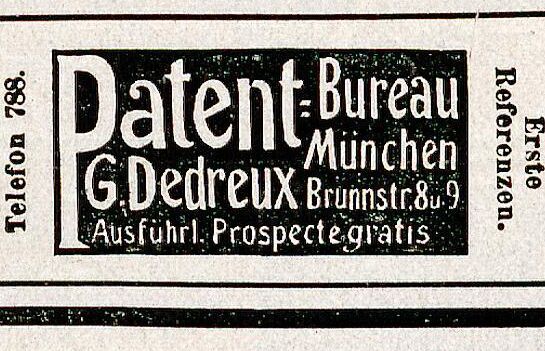 Telefon 788.
Patent-Bureau
München
G. Dedreux Brunnstr. 8 u. 9
Ausführl. Prospecte gratis
Erste
Referenzen.